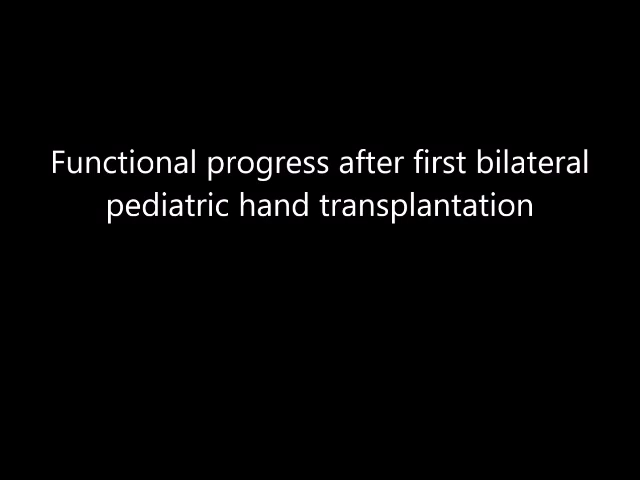 Functional progress after first bilateral
pediatric hand transplantation